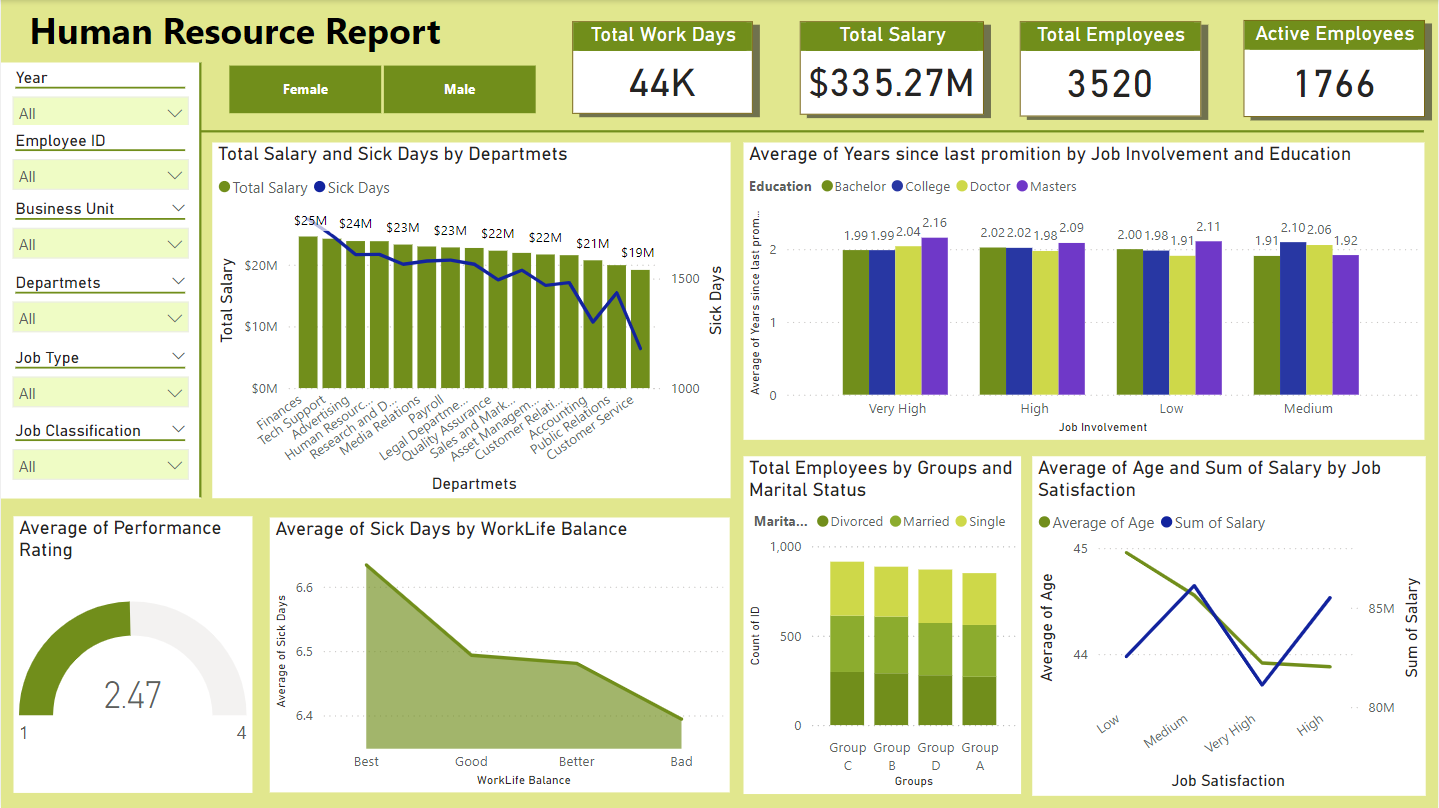 Human Resource Report
Total Work Days
44K
Total Salary
$335.27M
Total Employees
3520
Active Employees
1766
Female
Male
Year
All
Employee ID
All
Business Unit
All
Departmets
All
Job Type
All
Job Classification
All
Total Salary and Sick Days by Departmets
Total Salary Sick Days
$25M $24M $23M $23M $22M $22M $21M $19M
Total Salary
$20M
$10M
$0M
1500
1000
Sick Days
Finances
Tech Support
Advertising
Human Resourc...
Research and D...
Media Relations
Payroll
Legal Departme...
Quality Assurance
Sales and Mark...
Asset Managem...
Customer Relati...
Accounting
Public Relations
Customer Service
Departmets
Average of Years since last promition by Job Involvement and Education
Education Bachelor College Doctor Masters
Average of Years since last prom...
2
1
0
1.99 1.99 2.04 2.16
2.02 2.02 1.98 2.09
2.00 1.98 1.91 2.11
1.91 2.10 2.06 1.92
Very High High Low Medium
Job Involvement
Average of Performance
Rating
2.47
1 4
Average of Sick Days by WorkLife Balance
Average of Sick Days
6.6
6.5
6.4
Best Good Better Bad
WorkLife Balance
Total Employees by Groups and
Marital Status
Marita... Divorced Married Single
Count of ID
1,000
500
0
Group C
Group B
Group D
Group A
Groups
Average of Age and Sum of Salary by Job
Satisfaction
Average of Age Sum of Salary
Average of Age
45
44
85M
80M
Sum of Salary
Low
Medium
Very High
High
Job Satisfaction